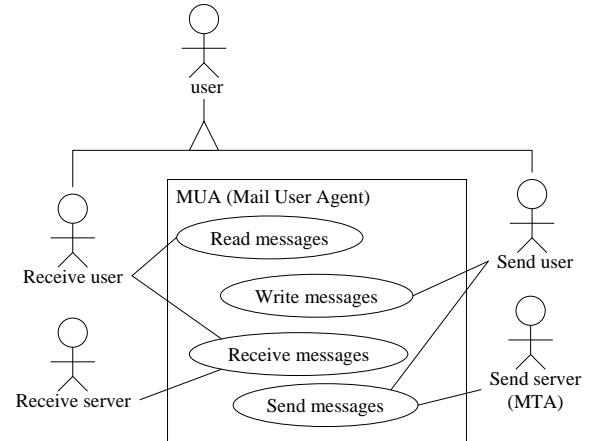 user
MUA (Mail User Agent)
Read messages
Receive user
Send user
Write messages
Receive messages
Receive server
Send messages
Send server
(MTA)